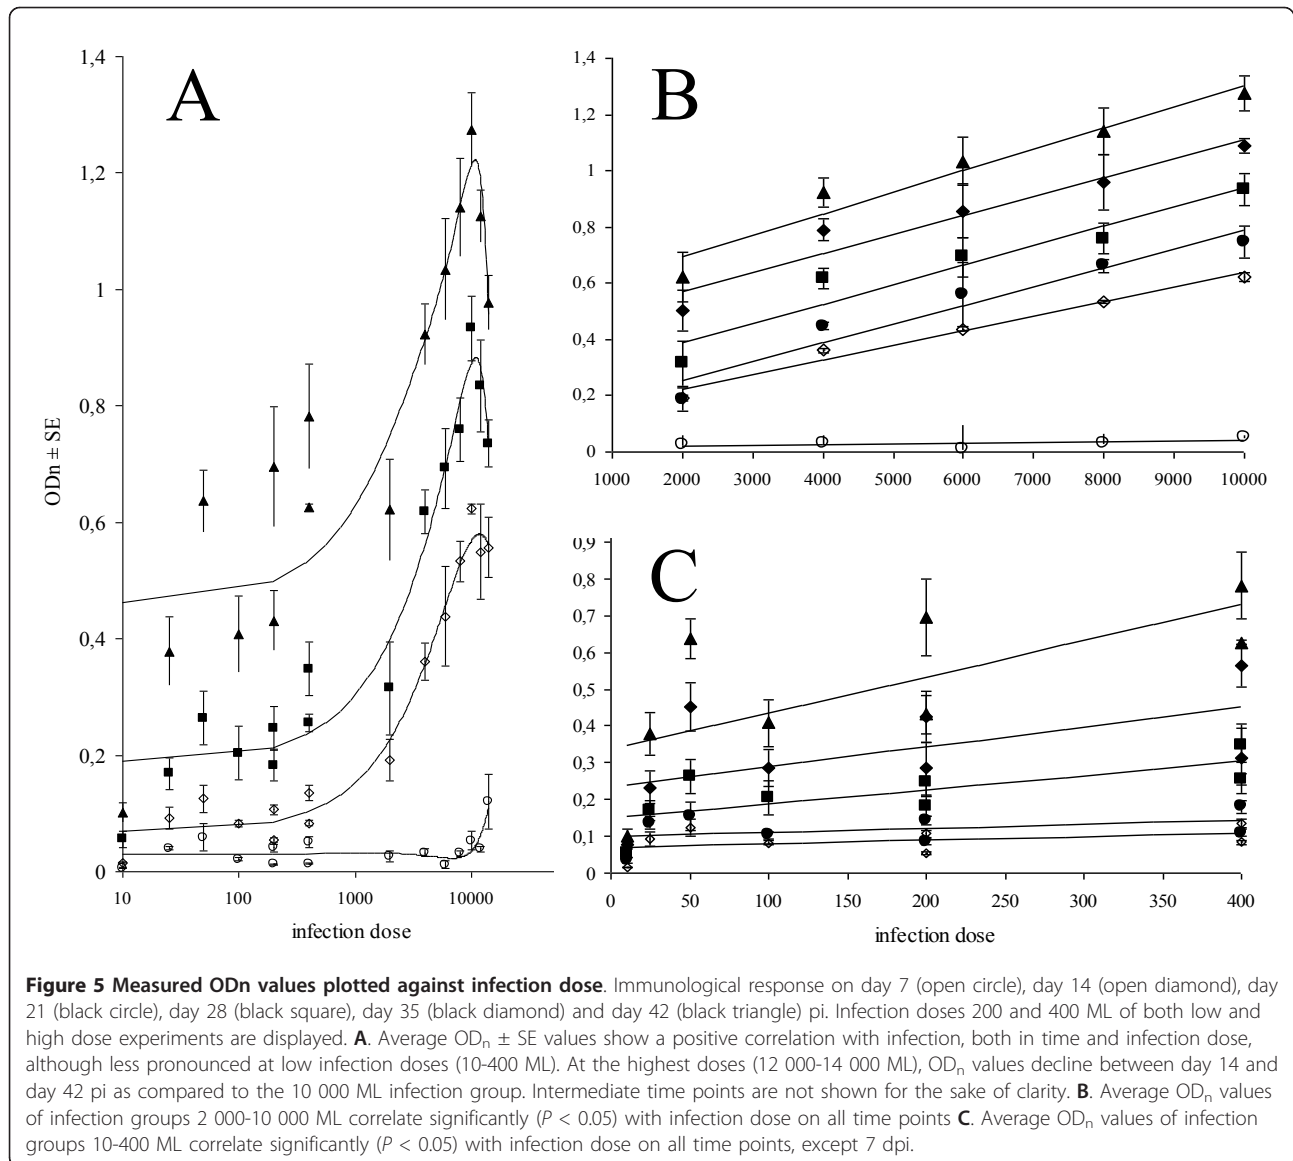 A
1,4
1,2
1
0,8
0,6
0,4
0,2
0
ODn ± SE
10 100 1000 10000
infection dose
B
1,4
1,2
1
0,8
0,6
0,4
0,2
0
1000 2000 3000 4000 5000 6000 7000 8000 9000 10000
C
0,9
0,8
0,7
0,6
0,5
0,4
0,3
0,2
0,1
0
0 50 100 150 200 250 300 350 400
infection dose
Figure 5 Measured ODn values plotted against infection dose. Immunological response on day 7 (open circle), day 14 (open diamond), day
21 (black circle), day 28 (black square), day 35 (black diamond) and day 42 (black triangle) pi. Infection doses 200 and 400 ML of both low and
high dose experiments are displayed. A. Average ODn ± SE values show a positive correlation with infection, both in time and infection dose,
although less pronounced at low infection doses (10-400 ML). At the highest doses (12 000-14 000 ML), ODn values decline between day 14 and
day 42 pi as compared to the 10 000 ML infection group. Intermediate time points are not shown for the sake of clarity. B. Average ODn values
of infection groups 2 000-10 000 ML correlate significantly (P < 0.05) with infection dose on all time points C. Average ODn values of infection
groups 10-400 ML correlate significantly (P < 0.05) with infection dose on all time points, except 7 dpi.